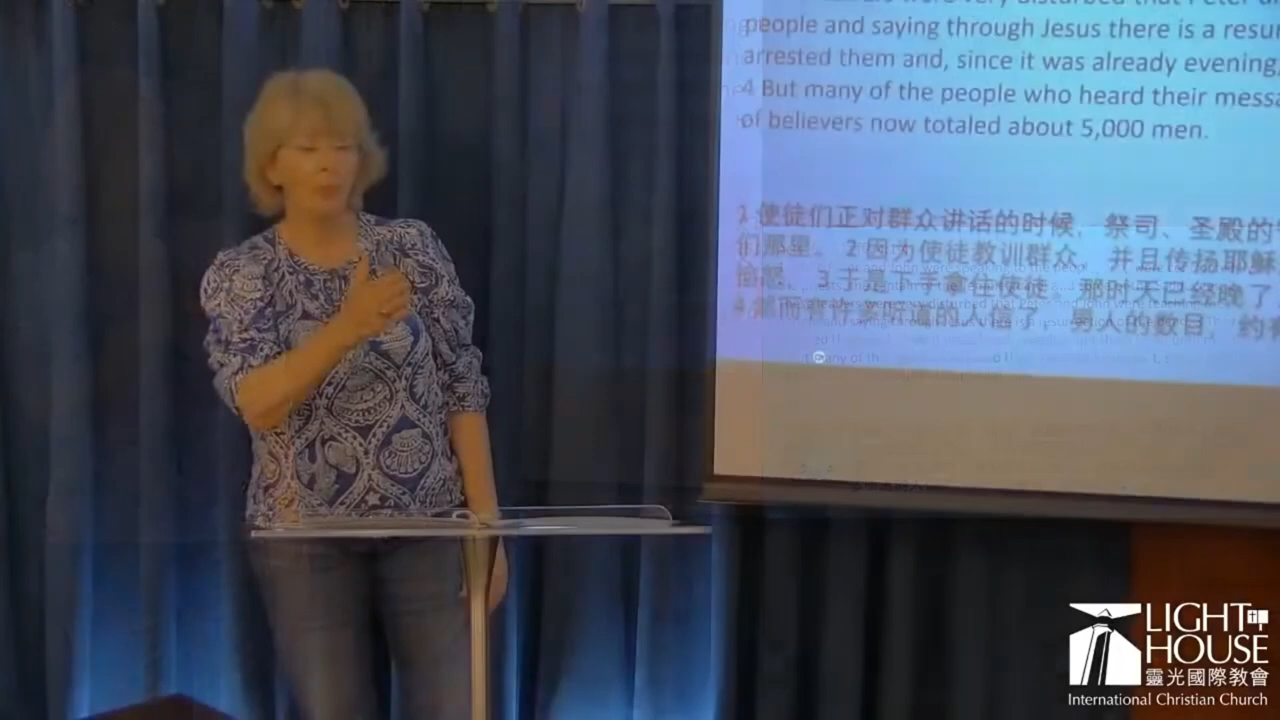 people and saying through Jesus there is a
arrested them and, since it was already evening,
4 But many of the people who heard their
of believers now totaled about 5,000 men.
1 使徒们正对群众讲话的时候，祭司、圣殿的
们那里。 2 因为使徒教训群众，并且传扬耶稣
恼怒， 3 于是下手拿住使徒。那时天已经晚了
4 然而有许多听道的人信了，男人的数目，约
LIGHT
HOUSE
靈光國際教會
International Christian Church